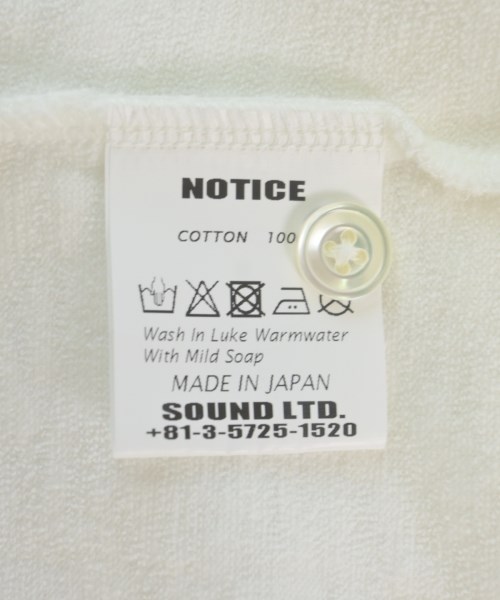 NOTICE
COTTON 100
Wash In Luke Warmwater
With Mild Soap
MADE IN JAPAN
SOUND LTD.
+81-3-5725-1520